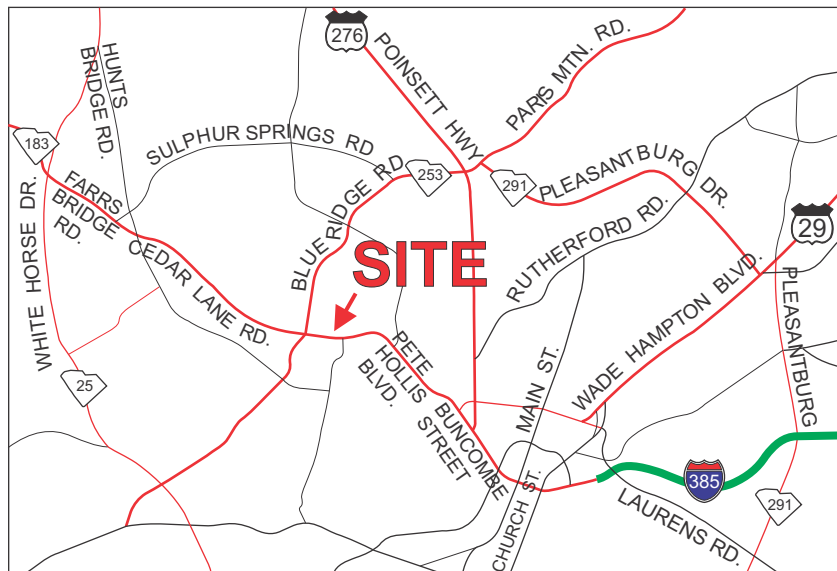 276
POINSETT HWY
PARIS MTN. RD.
HUNTS
BRIDGE RD.
183
SULPHUR SPRINGS RD
253
291
PLEASANTBURG DR.
FARRS
BRIDGE
RD.
CEDAR LANE RD.
WHITE HORSE DR.
BLUE RIDGE RD
RUTHERFORD RD.
29
SITE
WADE HAMPTON BLVD.
PLEASANTBURG
25
PETE
HOLLIS
BLVD.
BUNCOMBE
STREET
MAIN ST.
CHURCH ST.
385
LAURENS RD.
291